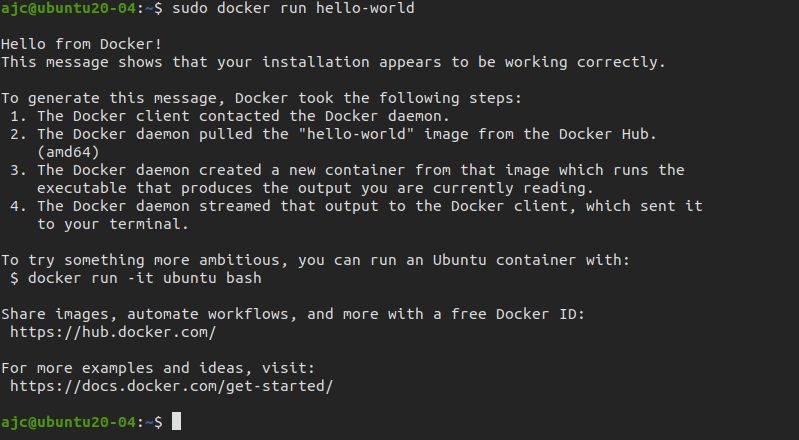 ajc@ubuntu20-04:~$ sudo docker run hello-world
Hello from Docker!
This message shows that your installation appears to be working correctly.
To generate this message, Docker took the following steps:
1. The Docker client contacted the Docker daemon.
2. The Docker daemon pulled the "hello-world" image from the Docker Hub.
(amd64)
3. The Docker daemon created a new container from that image which runs the
executable that produces the output you are currently reading.
4. The Docker daemon streamed that output to the Docker client, which sent it
to your terminal.
To try something more ambitious, you can run an Ubuntu container with:
$ docker run -it ubuntu bash
Share images, automate workflows, and more with a free Docker ID:
https://hub.docker.com/
For more examples and ideas, visit:
https://docs.docker.com/get-started/
ajc@ubuntu20-04:~$